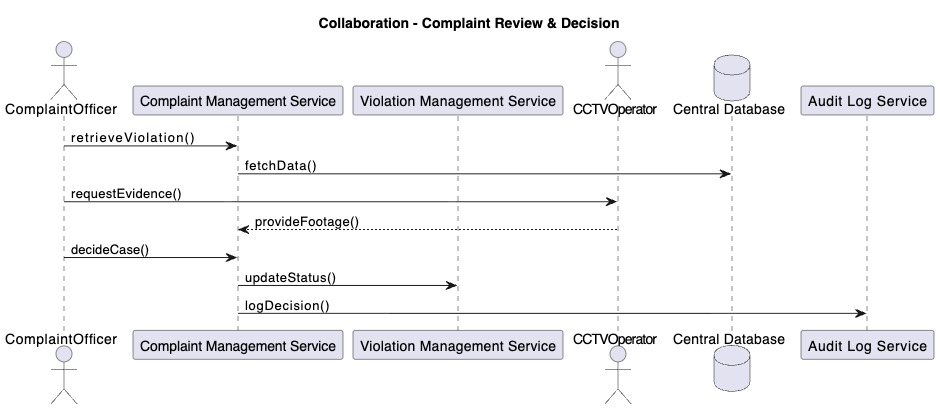 Collaboration - Complaint Review & Decision
ComplaintOfficer
Complaint Management Service
Violation Management Service
CCTVOperator
Central Database
Audit Log Service
retrieveViolation()
fetchData()
requestEvidence()
provideFootage()
decideCase()
updateStatus()
logDecision()
ComplaintOfficer
Complaint Management Service
Violation Management Service
CCTVOperator
Central Database
Audit Log Service